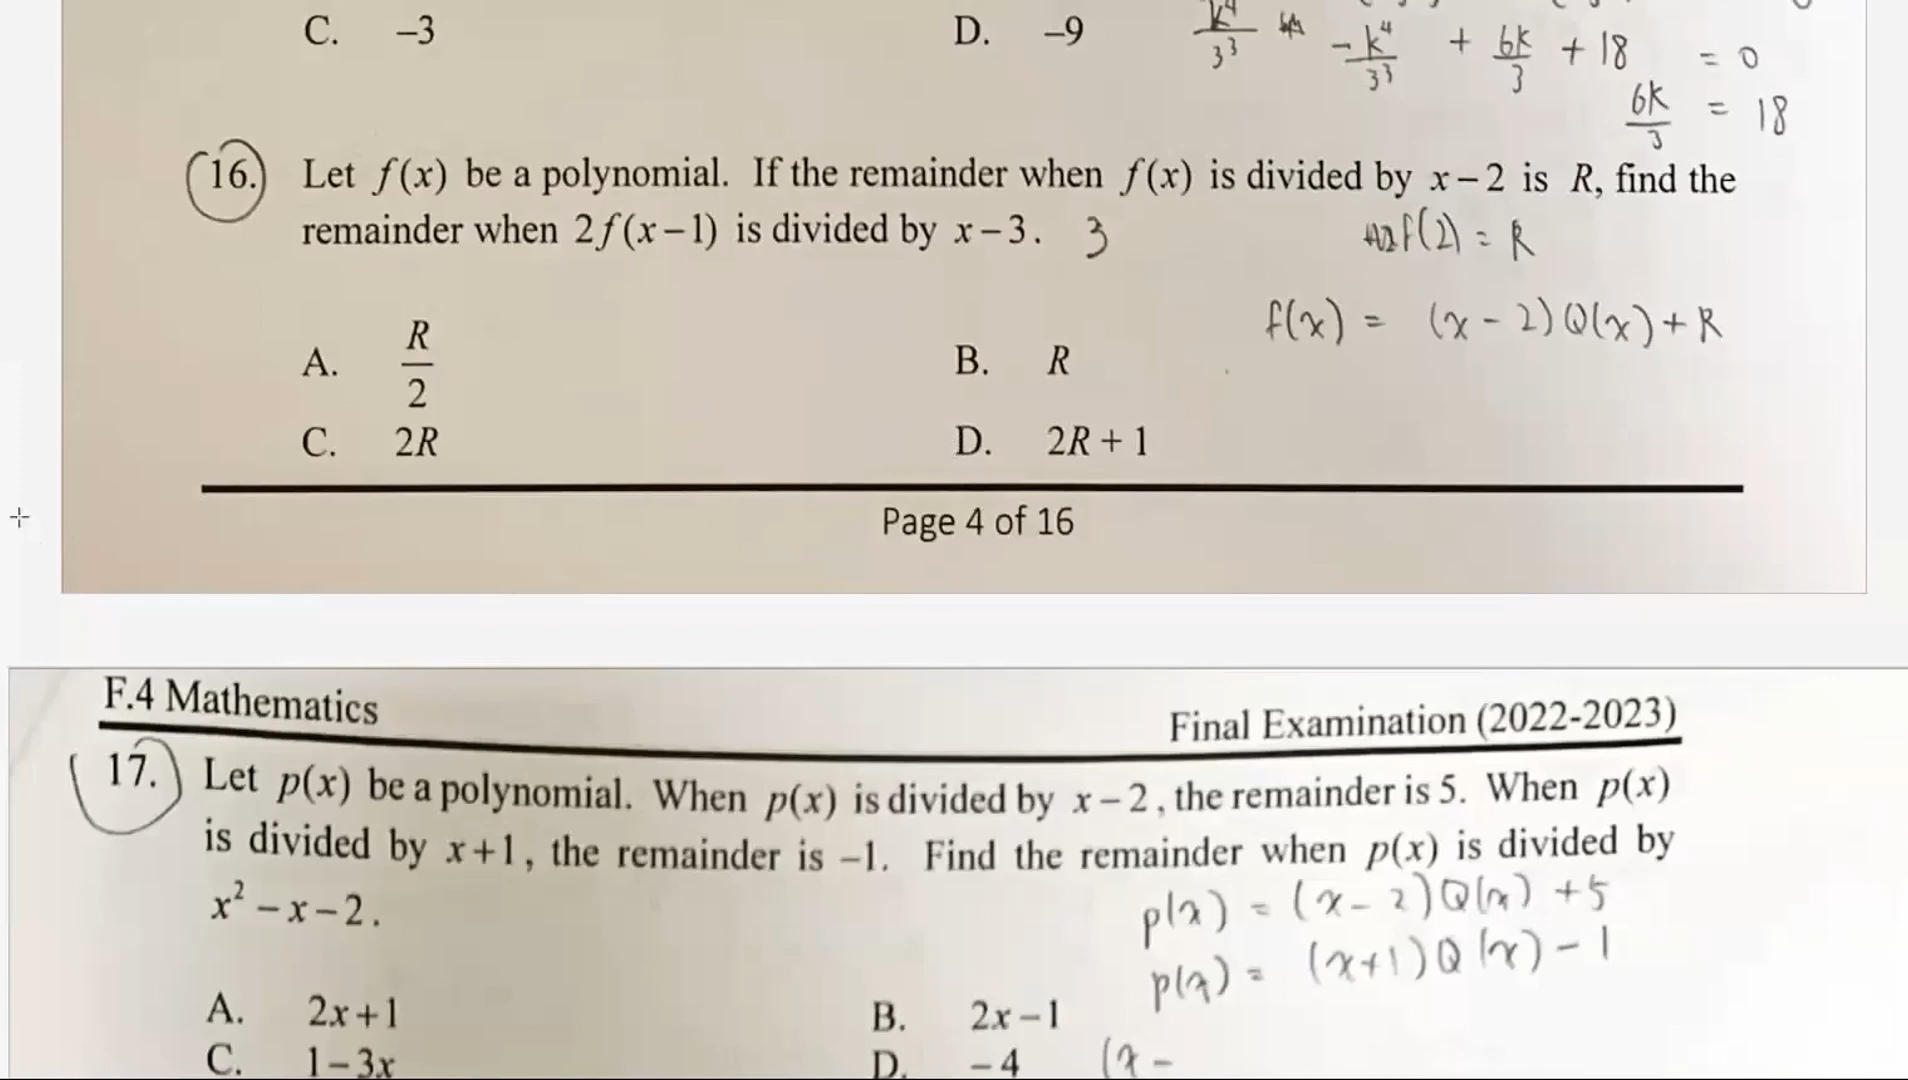 C. –3 D. –9
k⁴/3³ -k⁴/3³ + 6k/3 + 18 = 0
6k/3 = 18
16. Let f(x) be a polynomial. If the remainder when f(x) is divided by x – 2 is R, find the
remainder when 2f(x – 1) is divided by x – 3. 3
f(2) = R
f(x) = (x - 2) Q(x) + R
A. R/2 B. R
C. 2R D. 2R + 1
Page 4 of 16
F.4 Mathematics Final Examination (2022-2023)
17. Let p(x) be a polynomial. When p(x) is divided by x – 2, the remainder is 5. When p(x)
is divided by x+1, the remainder is –1. Find the remainder when p(x) is divided by
x² – x – 2.
p(x) = (x - 2)Q(x) + 5
p(x) = (x+1)Q(x) - 1
A. 2x+1 B. 2x – 1
C. 1 – 3x D. – 4 (x -